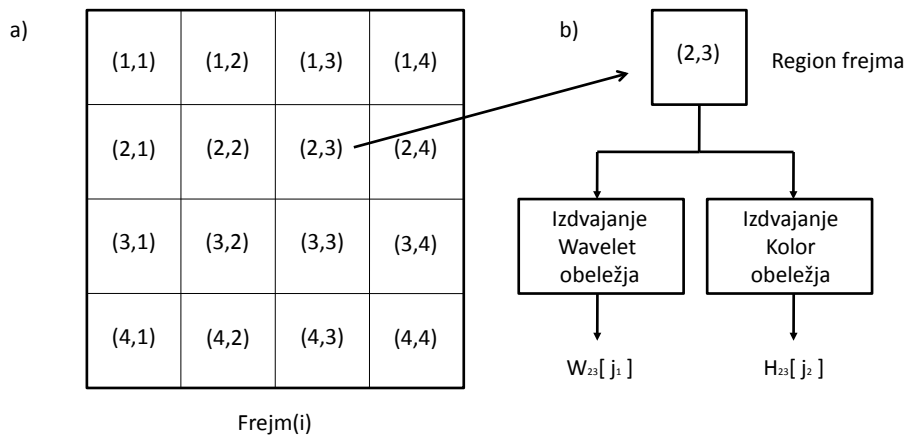 a)
(1,1) (1,2) (1,3) (1,4)
(2,1) (2,2) (2,3) (2,4)
(3,1) (3,2) (3,3) (3,4)
(4,1) (4,2) (4,3) (4,4)
Frejm(i)
b)
(2,3)
Region frejma
Izdvajanje
Wavelet
obeležja
Izdvajanje
Kolor
obeležja
W₂₃[ j₁ ]
H₂₃[ j₂ ]